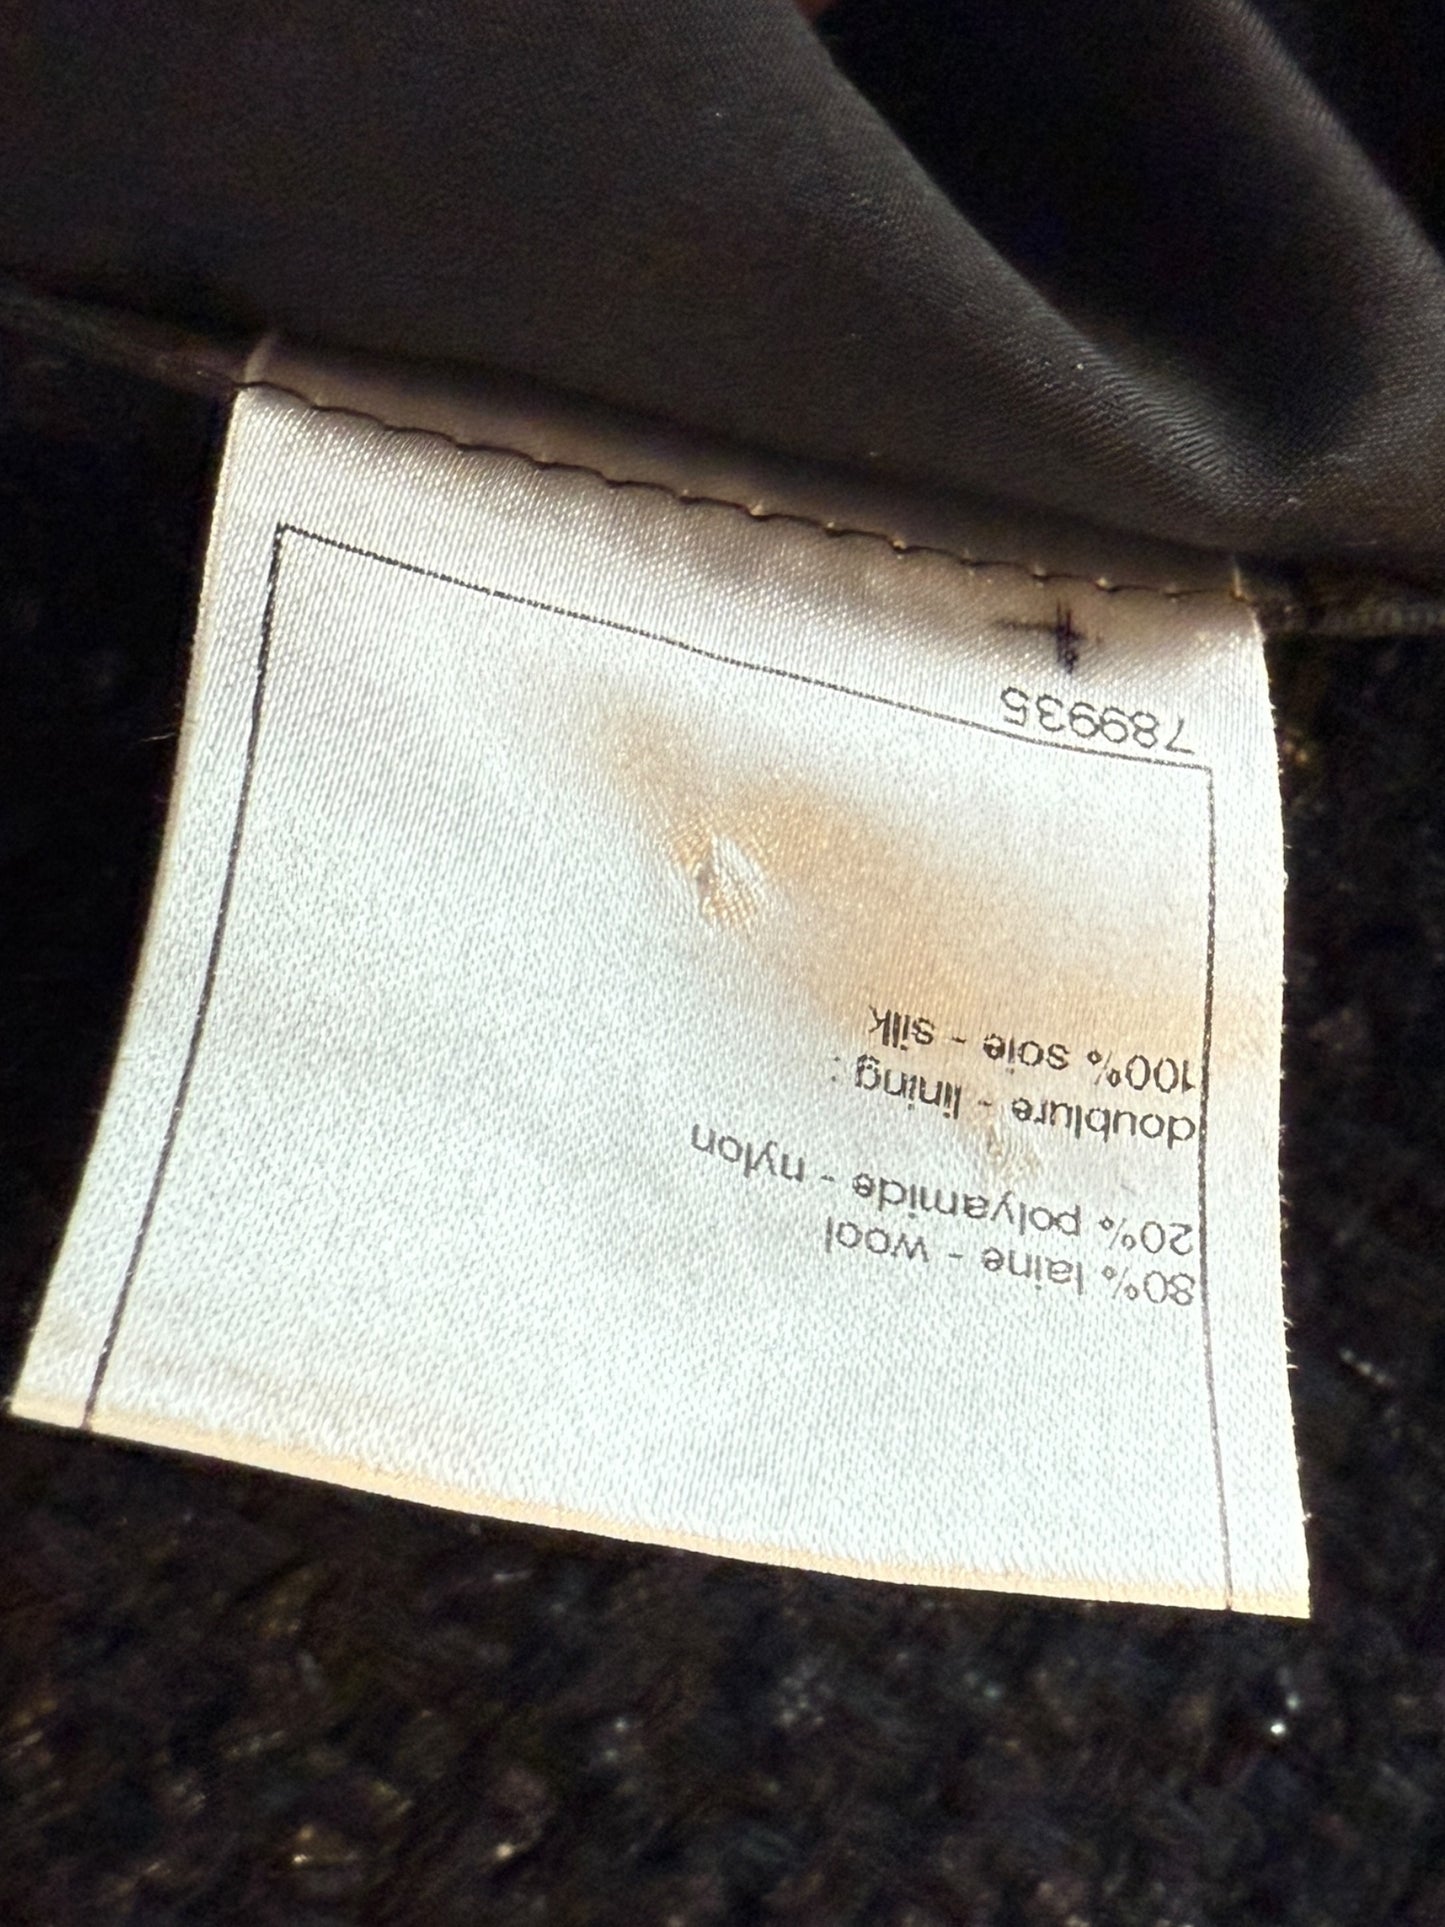 80% laine - wool
20% polyamide - nylon
doublure - lining :
100% soie - silk
789935